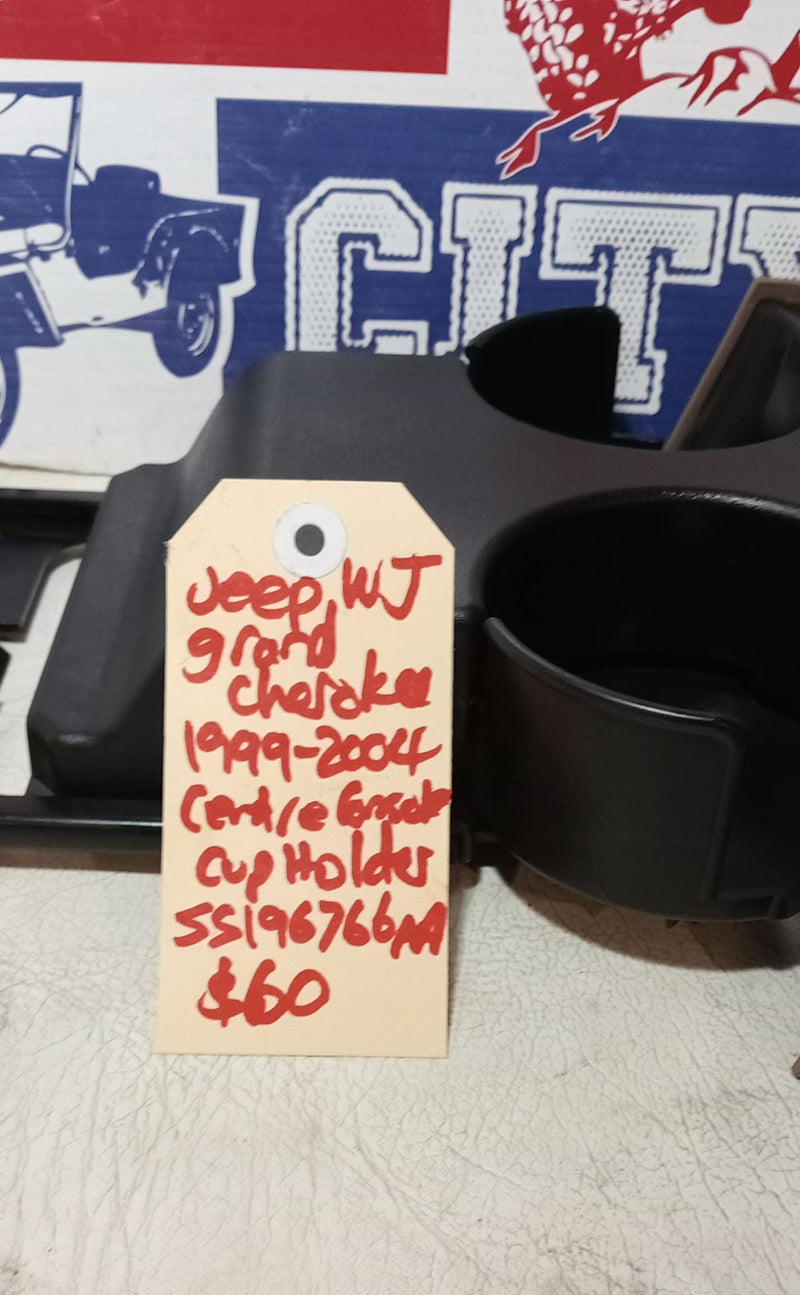 CITY
Jeep WJ
grand
cherokee
1999-2004
Centre Console
Cup Holder
55196766AA
$60